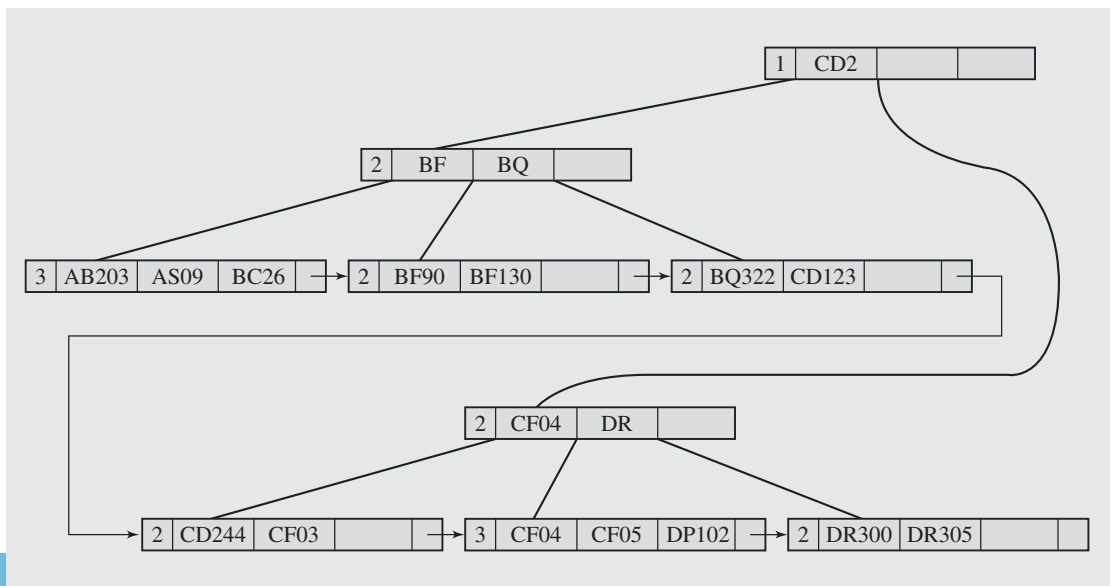 1 CD2
2 BF BQ
3 AB203 AS09 BC26
2 BF90 BF130
2 BQ322 CD123
2 CF04 DR
2 CD244 CF03
3 CF04 CF05 DP102
2 DR300 DR305